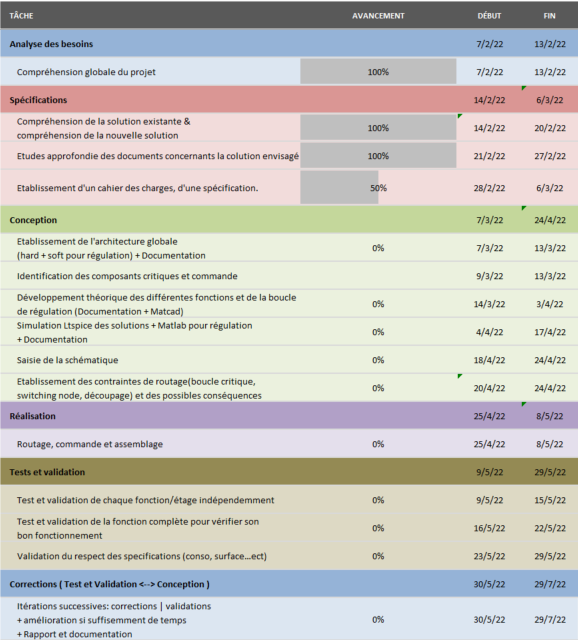 TÂCHE AVANCEMENT DÉBUT FIN
Analyse des besoins 7/2/22 13/2/22
Compréhension globale du projet 100% 7/2/22 13/2/22
Spécifications 14/2/22 6/3/22
Compréhension de la solution existante &
compréhension de la nouvelle solution 100% 14/2/22 20/2/22
Etudes approfondie des documents concernants la colution envisagé 100% 21/2/22 27/2/22
Etablissement d'un cahier des charges, d'une spécification. 50% 28/2/22 6/3/22
Conception 7/3/22 24/4/22
Etablissement de l'architecture globale
(hard + soft pour régulation) + Documentation 0% 7/3/22 13/3/22
Identification des composants critiques et commande 9/3/22 13/3/22
Développement théorique des différentes fonctions et de la boucle
de régulation (Documentation + Matcad) 0% 14/3/22 3/4/22
Simulation Ltspice des solutions + Matlab pour régulation
+ Documentation 0% 4/4/22 17/4/22
Saisie de la schématique 0% 18/4/22 24/4/22
Etablissement des contraintes de routage(boucle critique,
switching node, découpage) et des possibles conséquences 0% 20/4/22 24/4/22
Réalisation 25/4/22 8/5/22
Routage, commande et assemblage 0% 25/4/22 8/5/22
Tests et validation 9/5/22 29/5/22
Test et validation de chaque fonction/étage indépendemment 0% 9/5/22 15/5/22
Test et validation de la fonction complète pour vérifier son
bon fonctionnement 0% 16/5/22 22/5/22
Validation du respect des specifications (conso, surface…ect) 0% 23/5/22 29/5/22
Corrections ( Test et Validation <--> Conception ) 30/5/22 29/7/22
Itérations successives: corrections | validations
+ amélioration si suffisemment de temps
+ Rapport et documentation 0% 30/5/22 29/7/22